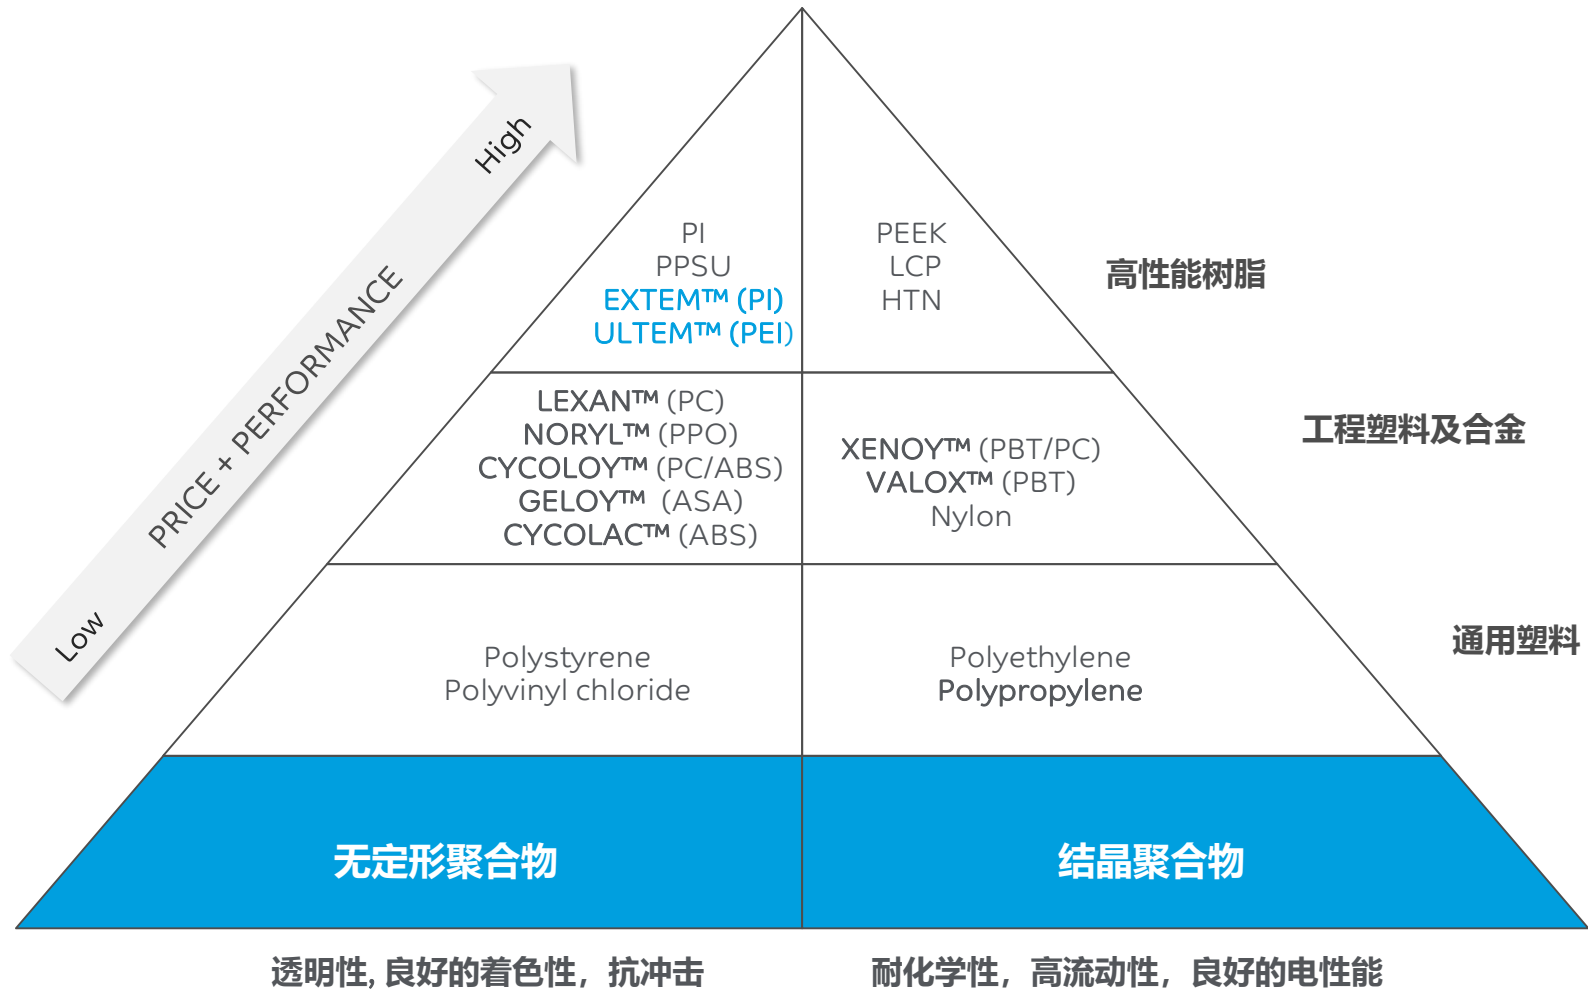 High
PRICE + PERFORMANCE
Low
PI
PPSU
EXTEM™ (PI)
ULTEM™ (PEI)
PEEK
LCP
HTN
高性能树脂
LEXAN™ (PC)
NORYL™ (PPO)
CYCOLOY™ (PC/ABS)
GELOY™ (ASA)
CYCOLAC™ (ABS)
XENOY™ (PBT/PC)
VALOX™ (PBT)
Nylon
工程塑料及合金
Polystyrene
Polyvinyl chloride
Polyethylene
Polypropylene
通用塑料
无定形聚合物
结晶聚合物
透明性, 良好的着色性，抗冲击
耐化学性，高流动性，良好的电性能